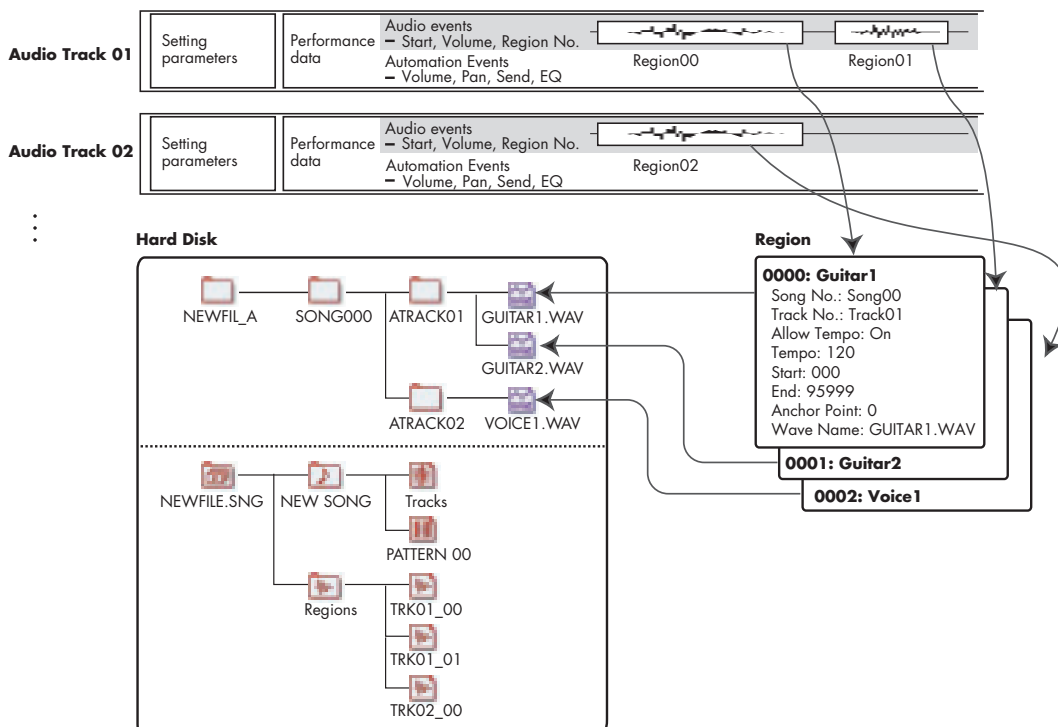 Audio Track 01
Setting
parameters
Performance
data
Audio events
– Start, Volume, Region No.
Automation Events
– Volume, Pan, Send, EQ
Region00
Region01
Audio Track 02
Setting
parameters
Performance
data
Audio events
– Start, Volume, Region No.
Automation Events
– Volume, Pan, Send, EQ
Region02
Hard Disk
NEWFIL_A
SONG000
ATRACK01
GUITAR1.WAV
GUITAR2.WAV
ATRACK02
VOICE1.WAV
NEWFILE.SNG
NEW SONG
Tracks
PATTERN 00
Regions
TRK01_00
TRK01_01
TRK02_00
Region
0000: Guitar1
Song No.: Song00
Track No.: Track01
Allow Tempo: On
Tempo: 120
Start: 000
End: 95999
Anchor Point: 0
Wave Name: GUITAR1.WAV
0001: Guitar2
0002: Voice1